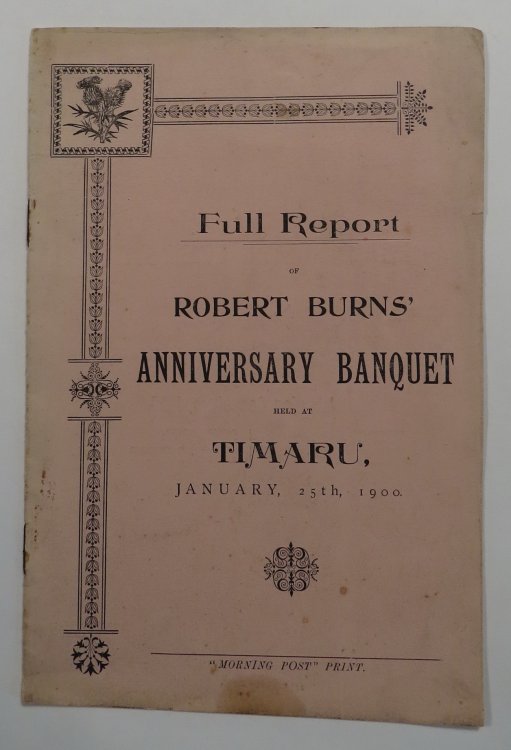 Full Report
OF
ROBERT BURNS'
ANNIVERSARY BANQUET
HELD AT
TIMARU,
JANUARY, 25th, 1900.
"MORNING POST" PRINT.